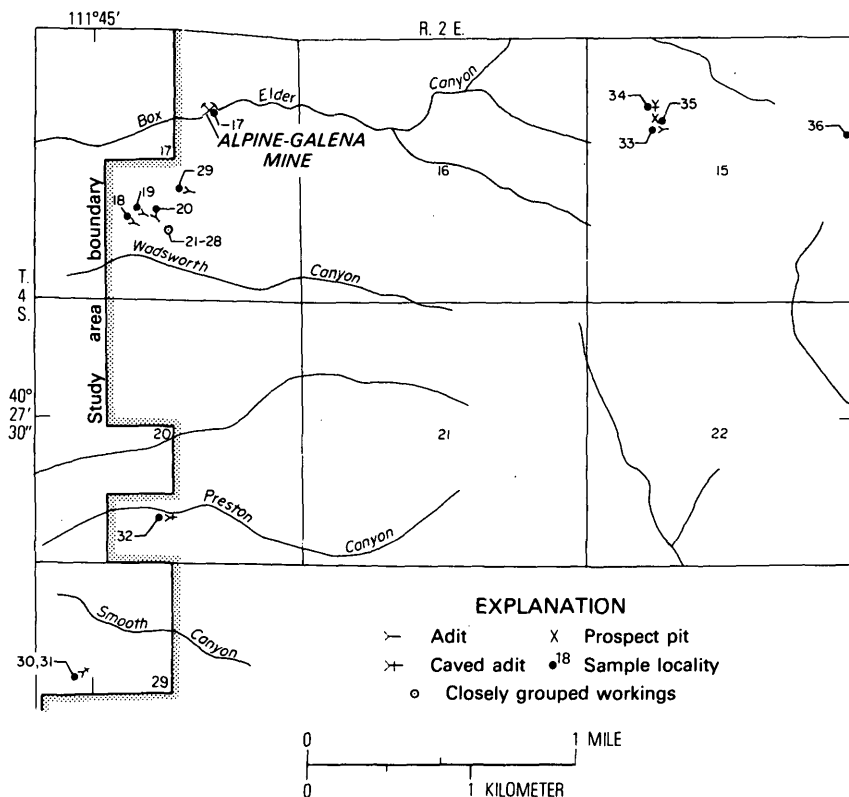 111°45′
R. 2 E.
Box Elder Canyon
17
ALPINE-GALENA
MINE
34
35
33
36
17
16
15
29
19
18
20
21-28
Study area boundary
Wadsworth Canyon
T.
4
S.
40°
27′
30″
20
21
22
Preston Canyon
32
Smooth Canyon
30,31
29
EXPLANATION
Adit
X Prospect pit
Caved adit
18 Sample locality
Closely grouped workings
0 1 MILE
0 1 KILOMETER